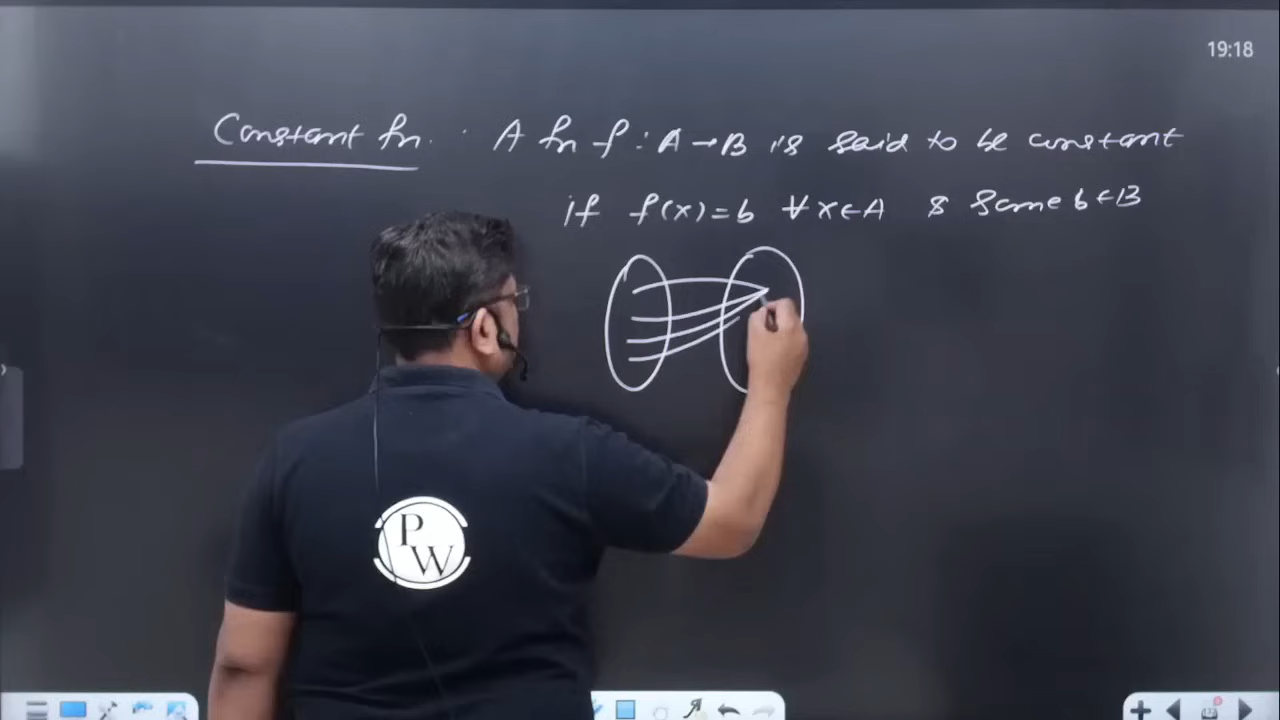 19:18
Constant fn. : A fn f : A → B is said to be constant
if f(x) = b ∀ x ∈ A & some b ∈ B
P
W